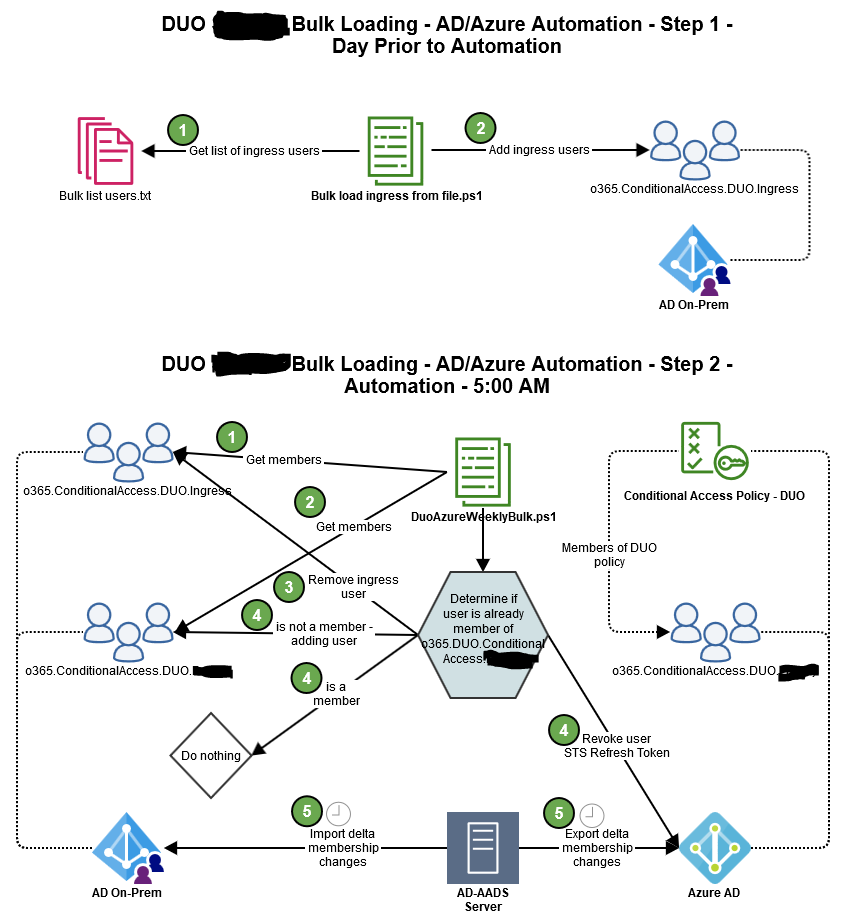 DUO Bulk Loading - AD/Azure Automation - Step 1 -
Day Prior to Automation
1
Get list of ingress users
2
Add ingress users
Bulk list users.txt
Bulk load ingress from file.ps1
o365.ConditionalAccess.DUO.Ingress
AD On-Prem
DUO Bulk Loading - AD/Azure Automation - Step 2 -
Automation - 5:00 AM
1
Get members
o365.ConditionalAccess.DUO.Ingress
2
Get members
DuoAzureWeeklyBulk.ps1
Conditional Access Policy - DUO
Members of DUO
policy
3
Remove ingress
user
4
is not a member -
adding user
Determine if
user is already
member of
o365.DUO.Conditional
Access.
o365.ConditionalAccess.DUO.
o365.ConditionalAccess.DUO.
4
is a
member
Do nothing
4
Revoke user
STS Refresh Token
5
Import delta
membership
changes
5
Export delta
membership
changes
AD On-Prem
AD-AADS
Server
Azure AD